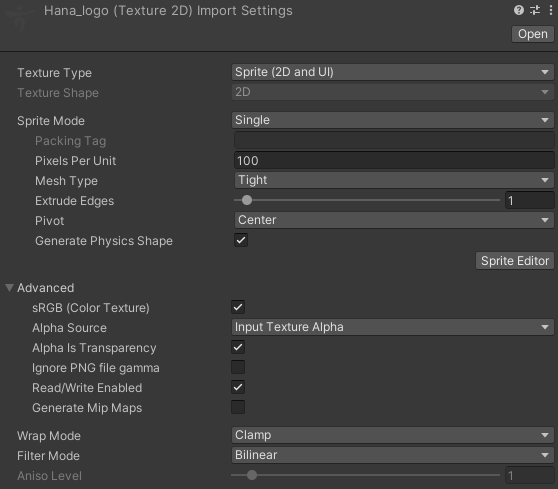 Hana_logo (Texture 2D) Import Settings
Open
Texture Type Sprite (2D and UI)
Texture Shape 2D
Sprite Mode Single
Packing Tag
Pixels Per Unit 100
Mesh Type Tight
Extrude Edges 1
Pivot Center
Generate Physics Shape
Sprite Editor
Advanced
sRGB (Color Texture)
Alpha Source Input Texture Alpha
Alpha Is Transparency
Ignore PNG file gamma
Read/Write Enabled
Generate Mip Maps
Wrap Mode Clamp
Filter Mode Bilinear
Aniso Level 1